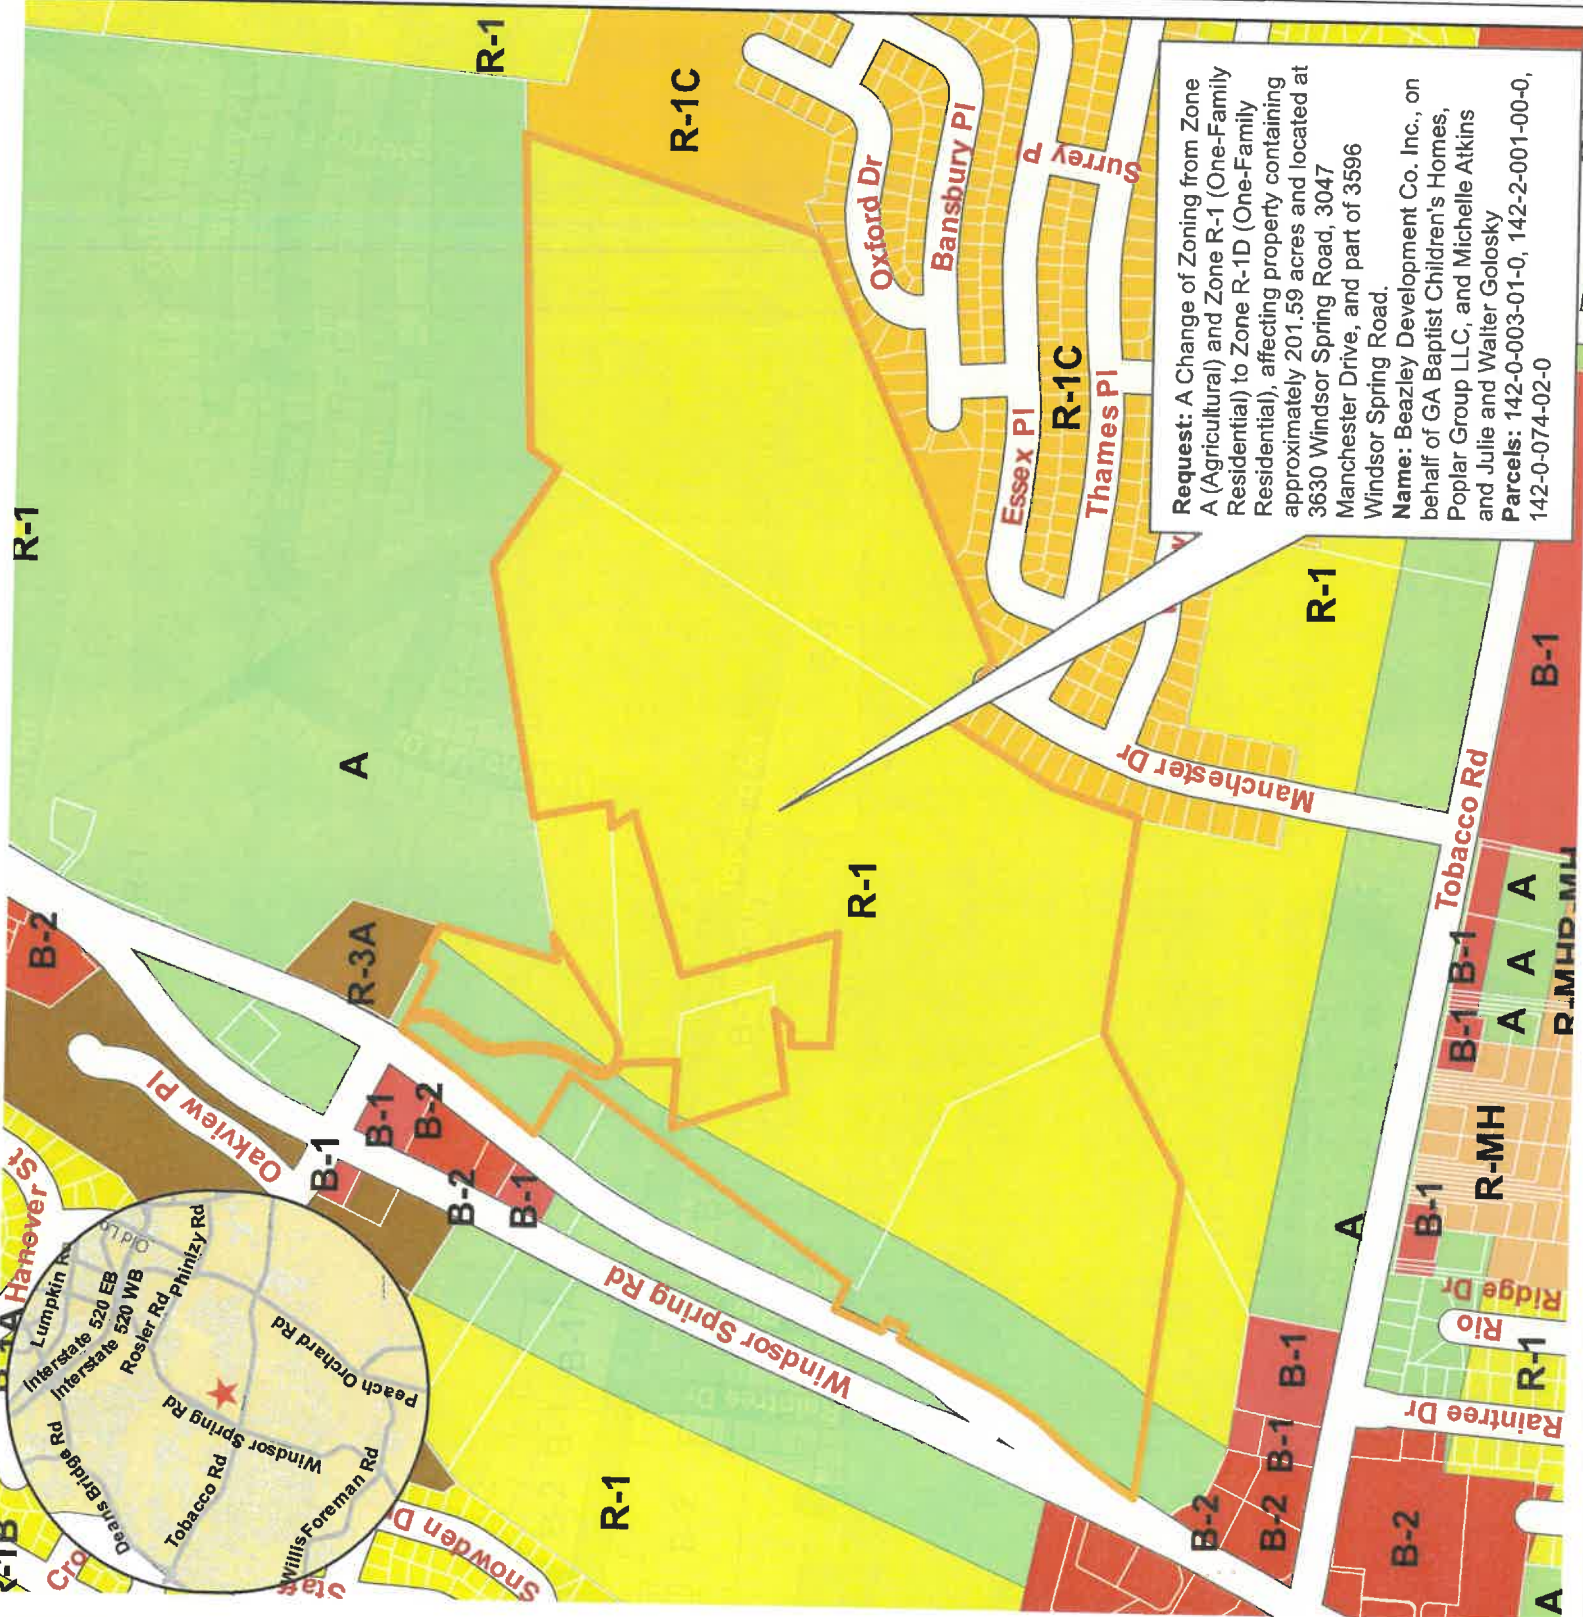 R-1
R-1
R-1C
A
B-2
R-3A
Oakview Pl
B-1
B-1
B-2
B-2
B-1
Hanover St
Lumpkin Rd
Interstate 520 EB
Interstate 520 WB
Rosier Rd
Phinizy Rd
Deans Bridge Rd
Windsor Spring Rd
Peach Orchard Rd
Tobacco Rd
Willis Foreman Rd
Snowden Dr
R-1
Windsor Spring Rd
R-1
Oxford Dr
Bansbury Pl
Surrey Pl
Essex Pl
R-1C
Thames Pl
Manchester Dr
R-1
Tobacco Rd
B-1
A
A
A
B-1
B-1
R-MH
R-MH
B-1
A
Rio
Ridge Dr
R-1
Raintree Dr
B-1
B-1
B-2
B-2
B-2
A
Request: A Change of Zoning from Zone
A (Agricultural) and Zone R-1 (One-Family
Residential) to Zone R-1D (One-Family
Residential), affecting property containing
approximately 201.59 acres and located at
3630 Windsor Spring Road, 3047
Manchester Drive, and part of 3596
Windsor Spring Road.
Name: Beazley Development Co. Inc., on
behalf of GA Baptist Children's Homes,
Poplar Group LLC, and Michelle Atkins
and Julie and Walter Golosky
Parcels: 142-0-003-01-0, 142-2-001-00-0,
142-0-074-02-0